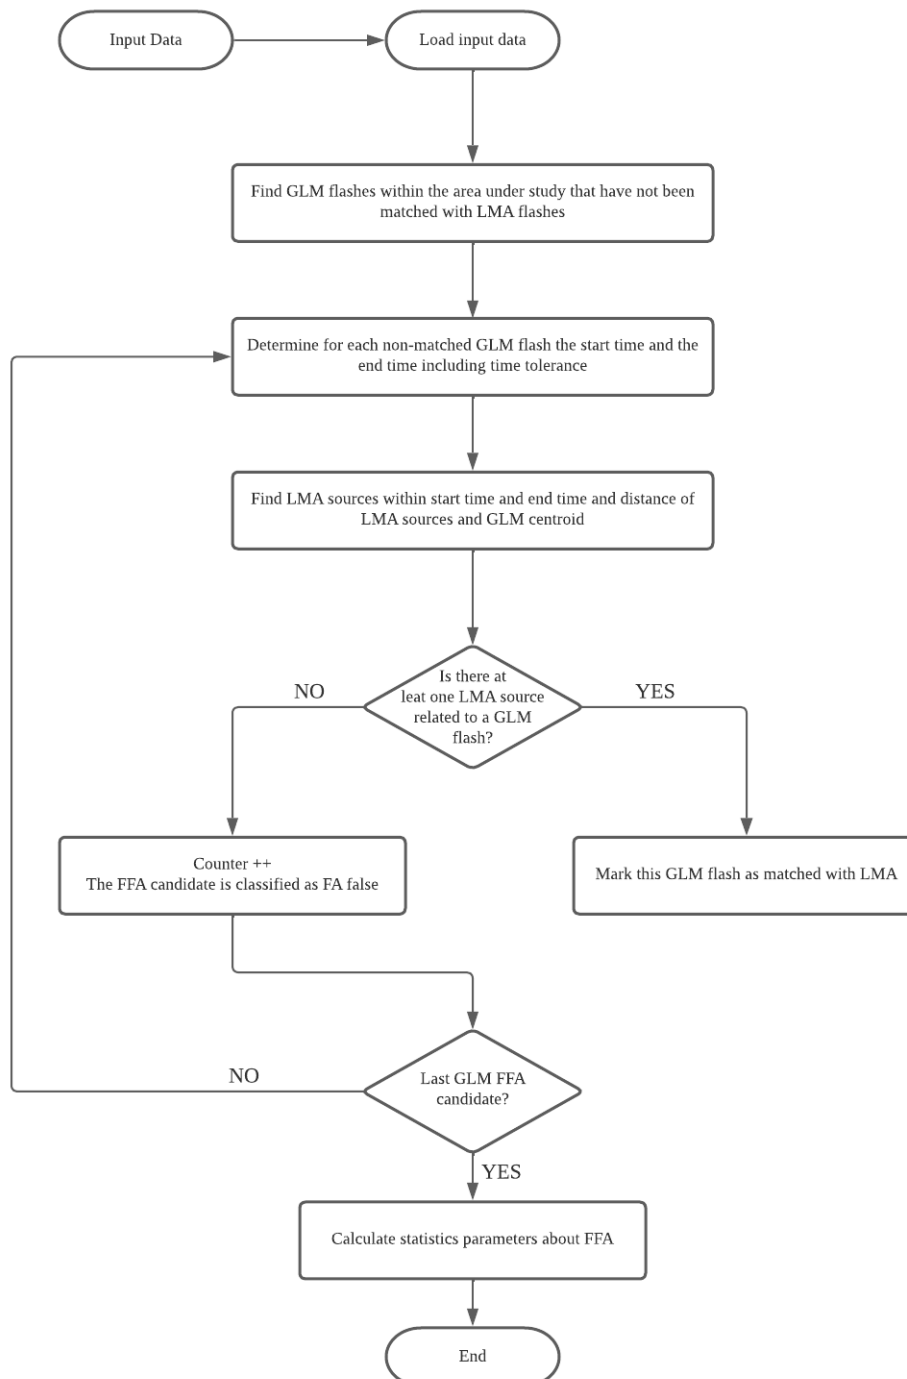 Input Data
Load input data
Find GLM flashes within the area under study that have not been
matched with LMA flashes
Determine for each non-matched GLM flash the start time and the
end time including time tolerance
Find LMA sources within start time and end time and distance of
LMA sources and GLM centroid
Is there at
leat one LMA source
related to a GLM
flash?
NO
YES
Counter ++
The FFA candidate is classified as FA false
Mark this GLM flash as matched with LMA
Last GLM FFA
candidate?
NO
YES
Calculate statistics parameters about FFA
End